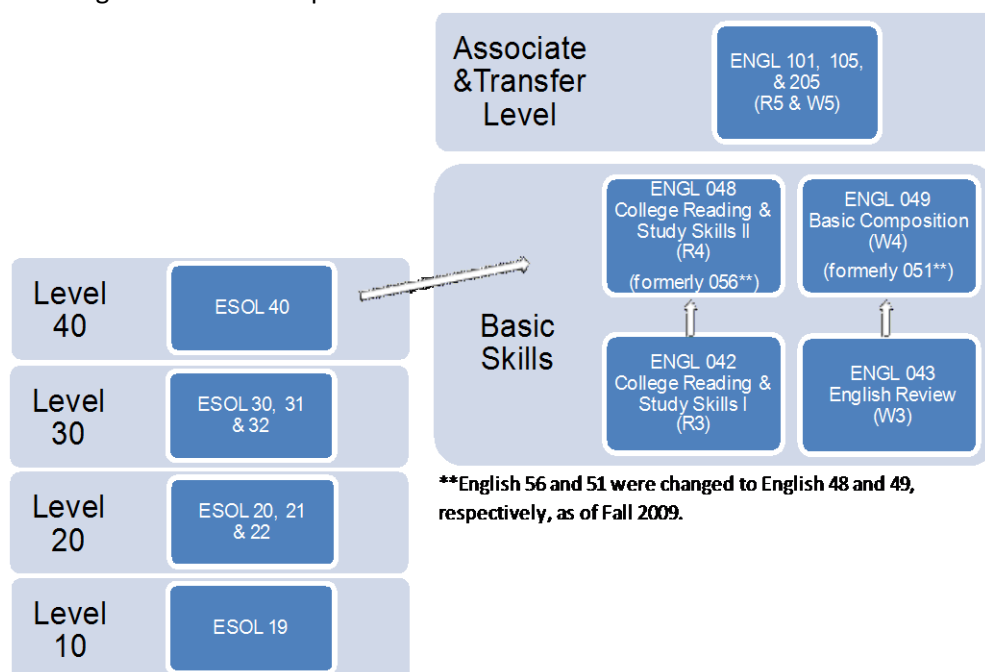 Associate
&Transfer
Level
ENGL 101, 105,
& 205
(R5 & W5)
Basic
Skills
ENGL 048
College Reading &
Study Skills II
(R4)
(formerly 056**)
ENGL 049
Basic Composition
(W4)
(formerly 051**)
ENGL 042
College Reading &
Study Skills I
(R3)
ENGL 043
English Review
(W3)
**English 56 and 51 were changed to English 48 and 49,
respectively, as of Fall 2009.
Level
40
ESOL 40
Level
30
ESOL 30, 31
& 32
Level
20
ESOL 20, 21
& 22
Level
10
ESOL 19